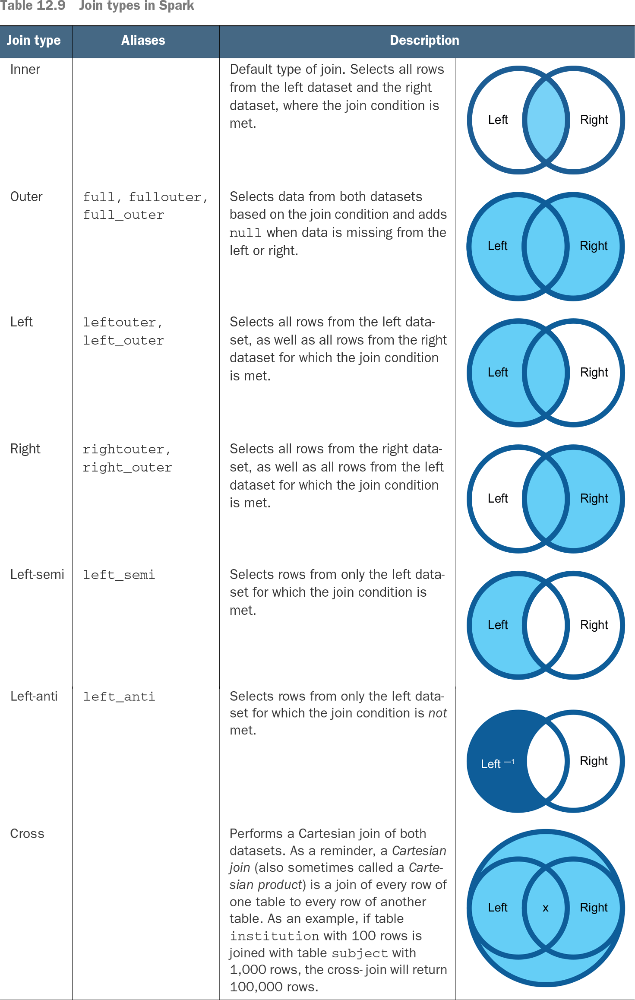 Table 12.9 Join types in Spark
Join type Aliases Description
Inner
Default type of join. Selects all rows
from the left dataset and the right
dataset, where the join condition is
met.
Left Right
Outer
full, fullouter,
full_outer
Selects data from both datasets
based on the join condition and adds
null when data is missing from the
left or right.
Left Right
Left
leftouter,
left_outer
Selects all rows from the left data-
set, as well as all rows from the right
dataset for which the join condition
is met.
Left Right
Right
rightouter,
right_outer
Selects all rows from the right data-
set, as well as all rows from the left
dataset for which the join condition
is met.
Left Right
Left-semi
left_semi
Selects rows from only the left data-
set for which the join condition is
met.
Left Right
Left-anti
left_anti
Selects rows from only the left data-
set for which the join condition is not
met.
Left —1 Right
Cross
Performs a Cartesian join of both
datasets. As a reminder, a Cartesian
join (also sometimes called a Carte-
sian product) is a join of every row of
one table to every row of another
table. As an example, if table
institution with 100 rows is
joined with table subject with
1,000 rows, the cross-join will return
100,000 rows.
Left x Right